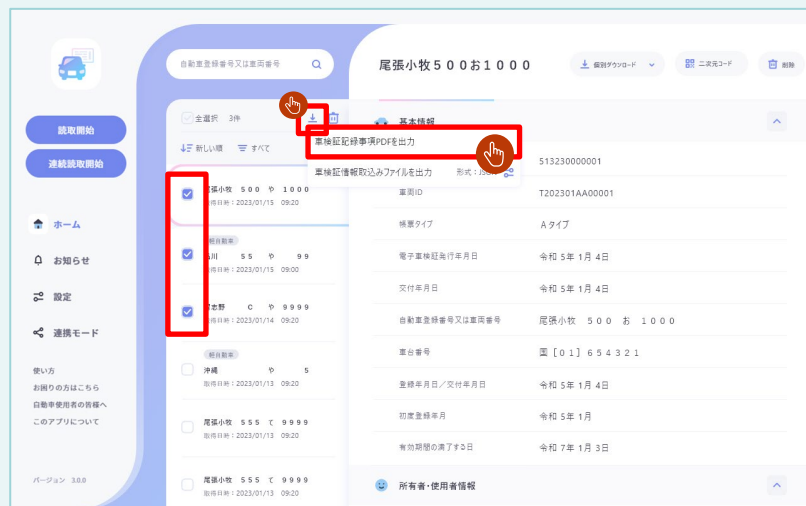 読取開始
連続読取開始
ホーム
お知らせ
設定
連携モード
使い方
お困りの方はこちら
自動車使用者の皆様へ
このアプリについて
バージョン 3.0.0
自動車登録番号又は車両番号
全選択 3件
新しい順 すべて
尾張小牧 500 や 1000
取得日時：2023/01/15 09:20
軽自動車
川 55 や 99
取得日時：2023/01/15 09:00
志野 C や 9999
取得日時：2023/01/14 09:20
軽自動車
沖縄 や 5
取得日時：2023/01/13 09:20
尾張小牧 555 て 9999
取得日時：2023/01/13 09:20
尾張小牧 555 て 9999
取得日時：2023/01/13 09:20
尾張小牧５００お１０００
個別ダウンロード
二次元コード
削除
基本情報
車検証記録事項PDFを出力
車検証情報取込みファイルを出力 形式：JSON
513230000001
車両ID T202301AA00001
帳票タイプ Aタイプ
電子車検証発行年月日 令和 5年 1月 4日
交付年月日 令和 5年 1月 4日
自動車登録番号又は車両番号 尾張小牧 500 お 1000
車台番号 国［０１］６５４３２１
登録年月日／交付年月日 令和 5年 1月 4日
初度登録年月 令和 5年 1月
有効期間の満了する日 令和 7年 1月 3日
所有者・使用者情報